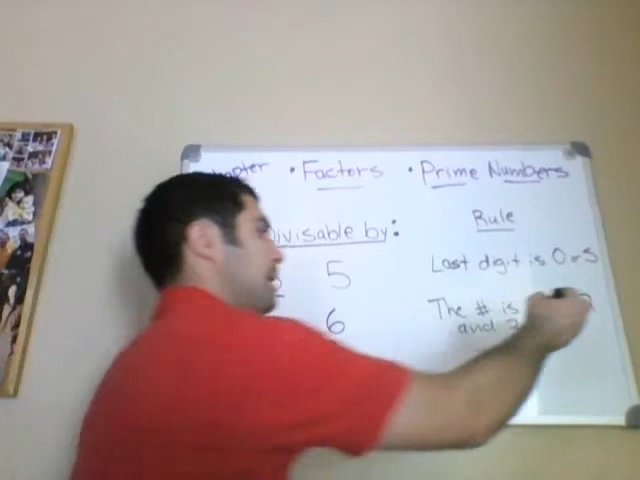 • Factors • Prime Numbers
Rule
Divisable by:
5 Last digit is 0 or 5
6 The # is
and 3